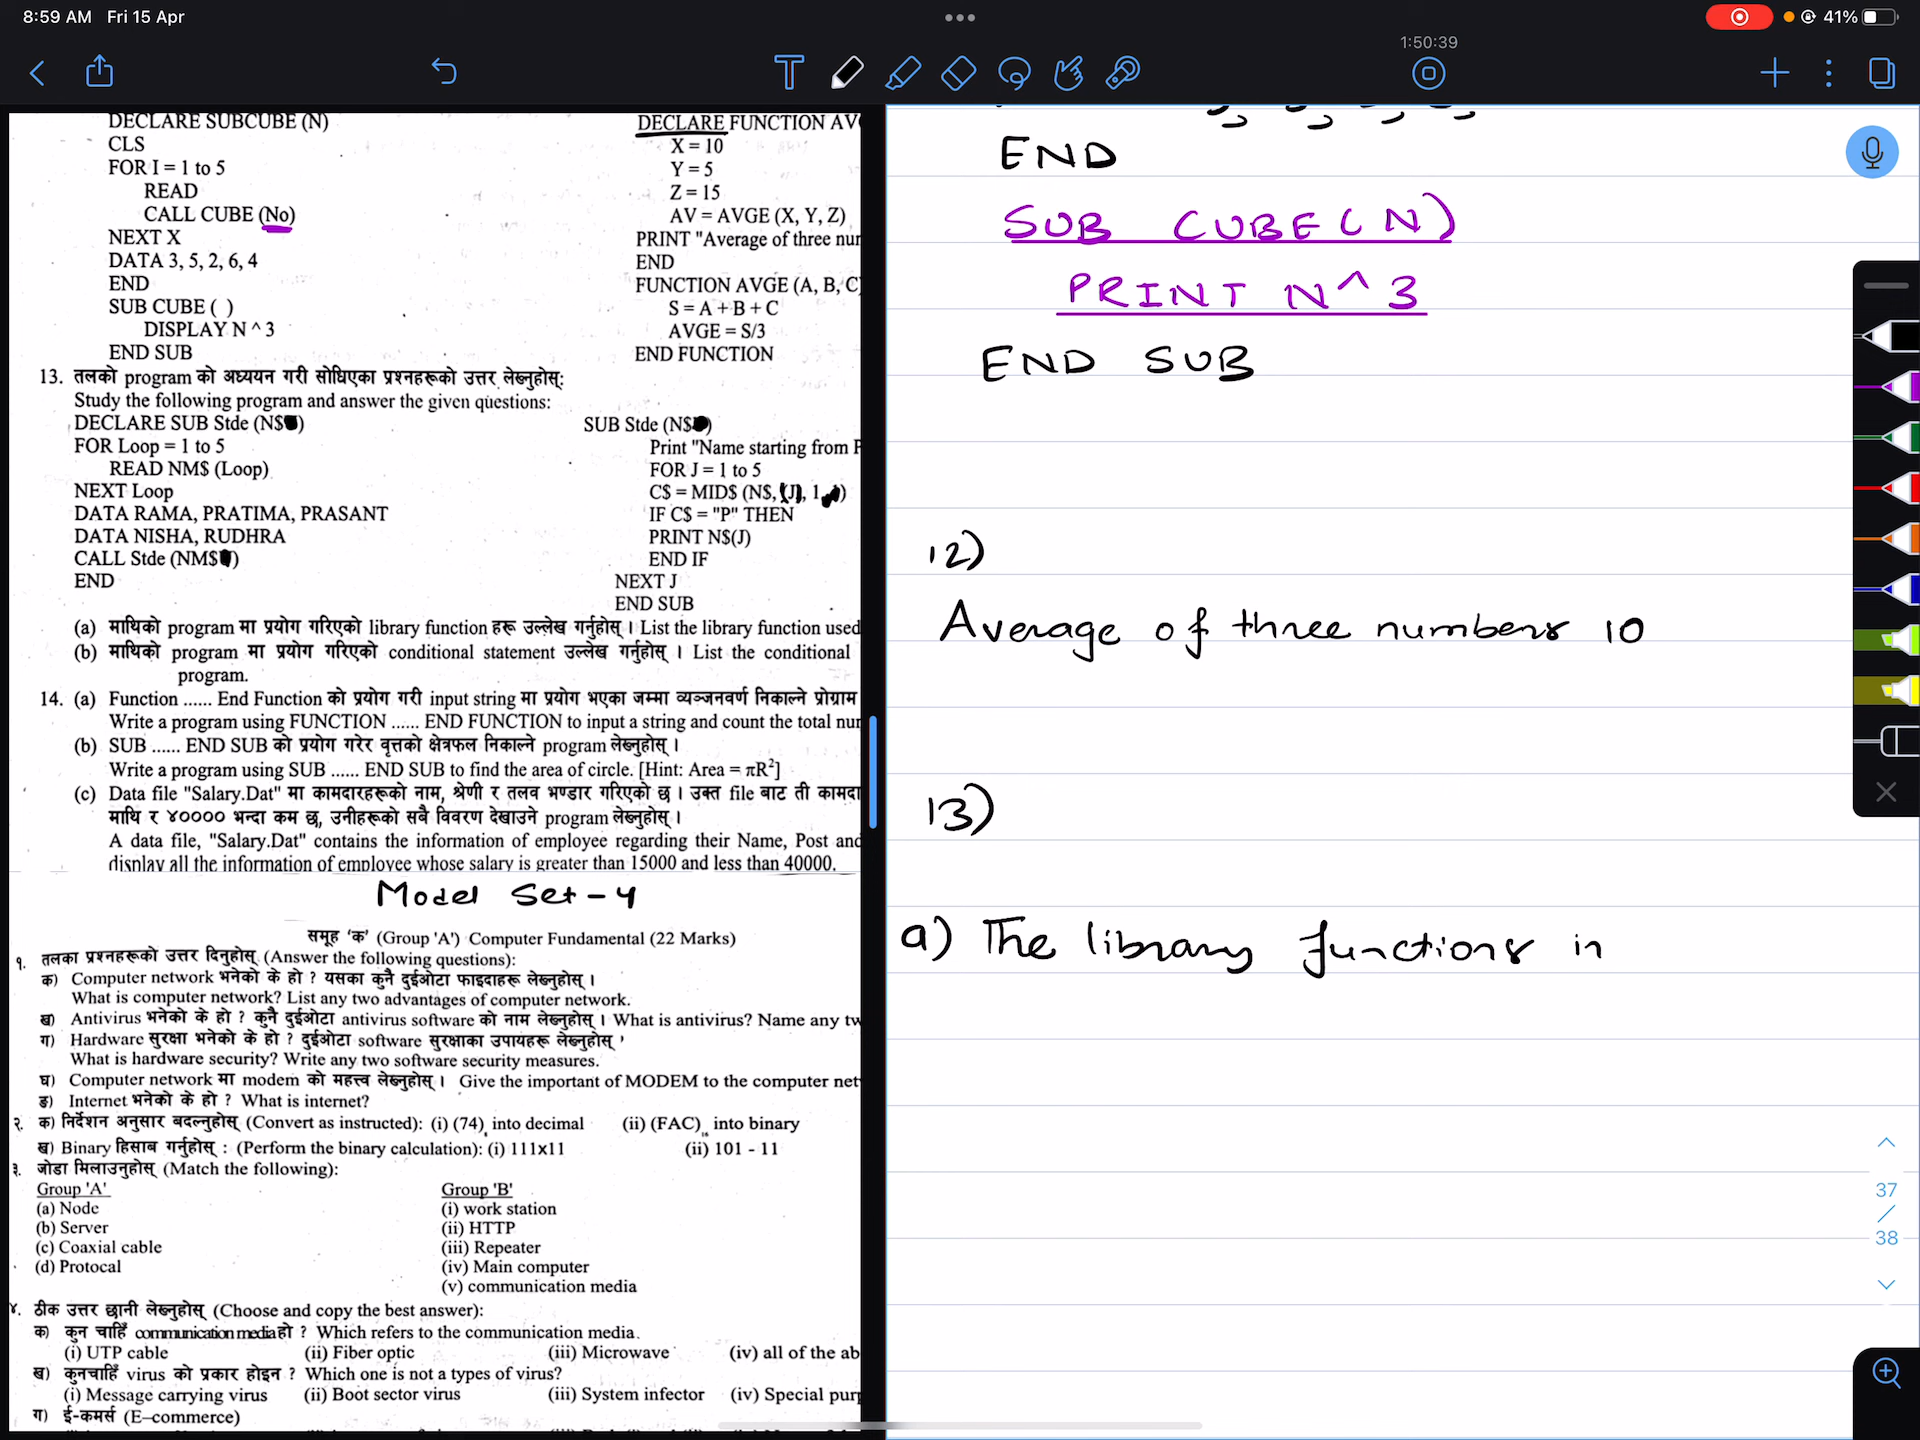 8:59 AM Fri 15 Apr
41%
1:50:39
DECLARE SUBCUBE (N)
CLS
FOR I = 1 to 5
READ
CALL CUBE (No)
NEXT X
DATA 3, 5, 2, 6, 4
END
SUB CUBE ( )
DISPLAY N ^ 3
END SUB
DECLARE FUNCTION AV
X = 10
Y = 5
Z = 15
AV = AVGE (X, Y, Z)
PRINT "Average of three nur
END
FUNCTION AVGE (A, B, C
S = A + B + C
AVGE = S/3
END FUNCTION
13. तलको program को अध्ययन गरी सोधिएका प्रश्नहरूको उत्तर लेख्नुहोस्:
Study the following program and answer the given questions:
DECLARE SUB Stde (N$ )
FOR Loop = 1 to 5
READ NM$ (Loop)
NEXT Loop
DATA RAMA, PRATIMA, PRASANT
DATA NISHA, RUDHRA
CALL Stde (NM$ )
END
SUB Stde (N$ )
Print "Name starting from P
FOR J = 1 to 5
C$ = MID$ (N$, (J), 1 )
IF C$ = "P" THEN
PRINT N$(J)
END IF
NEXT J
END SUB
(a) माथिको program मा प्रयोग गरिएको library function हरू उल्लेख गर्नुहोस् । List the library function used
(b) माथिको program मा प्रयोग गरिएको conditional statement उल्लेख गर्नुहोस् । List the conditional
program.
14. (a) Function ...... End Function को प्रयोग गरी input string मा प्रयोग भएका जम्मा व्यञ्जनवर्ण निकाल्ने प्रोग्राम
Write a program using FUNCTION ...... END FUNCTION to input a string and count the total nur
(b) SUB ...... END SUB को प्रयोग गरेर वृत्तको क्षेत्रफल निकाल्ने program लेख्नुहोस् ।
Write a program using SUB ...... END SUB to find the area of circle. [Hint: Area = πR²]
(c) Data file "Salary.Dat" मा कामदारहरूको नाम, श्रेणी र तलव भण्डार गरिएको छ । उक्त file बाट ती कामदा
माथि र ४०००० भन्दा कम छ, उनीहरूको सबै विवरण देखाउने program लेख्नुहोस् ।
A data file, "Salary.Dat" contains the information of employee regarding their Name, Post and
display all the information of employee whose salary is greater than 15000 and less than 40000.
Model Set - 4
समूह 'क' (Group 'A') Computer Fundamental (22 Marks)
१. तलका प्रश्नहरूको उत्तर दिनुहोस् (Answer the following questions):
क) Computer network भनेको के हो ? यसका कुनै दुईओटा फाइदाहरू लेख्नुहोस् ।
What is computer network? List any two advantages of computer network.
ख) Antivirus भनेको के हो ? कुनै दुईओटा antivirus software को नाम लेख्नुहोस् । What is antivirus? Name any tw
ग) Hardware सुरक्षा भनेको के हो ? दुईओटा software सुरक्षाका उपायहरू लेख्नुहोस्
What is hardware security? Write any two software security measures.
घ) Computer network मा modem को महत्त्व लेख्नुहोस् । Give the important of MODEM to the computer net
ङ) Internet भनेको के हो ? What is internet?
२. क) निर्देशन अनुसार बदल्नुहोस् (Convert as instructed): (i) (74)₈ into decimal (ii) (FAC)₁₆ into binary
ख) Binary हिसाब गर्नुहोस् : (Perform the binary calculation): (i) 111x11 (ii) 101 - 11
३. जोडा मिलाउनुहोस् (Match the following):
Group 'A' Group 'B'
(a) Node (i) work station
(b) Server (ii) HTTP
(c) Coaxial cable (iii) Repeater
(d) Protocal (iv) Main computer
(v) communication media
४. ठीक उत्तर छानी लेख्नुहोस् (Choose and copy the best answer):
क) कुन चाहिँ communication media हो ? Which refers to the communication media.
(i) UTP cable (ii) Fiber optic (iii) Microwave (iv) all of the ab
ख) कुनचाहिँ virus को प्रकार होइन ? Which one is not a types of virus?
(i) Message carrying virus (ii) Boot sector virus (iii) System infector (iv) Special purp
ग) ई-कमर्स (E–commerce)
END
SUB CUBE ( N )
PRINT N ^ 3
END SUB
12)
Average of three numbers 10
13)
a) The library functions in
37
/
38